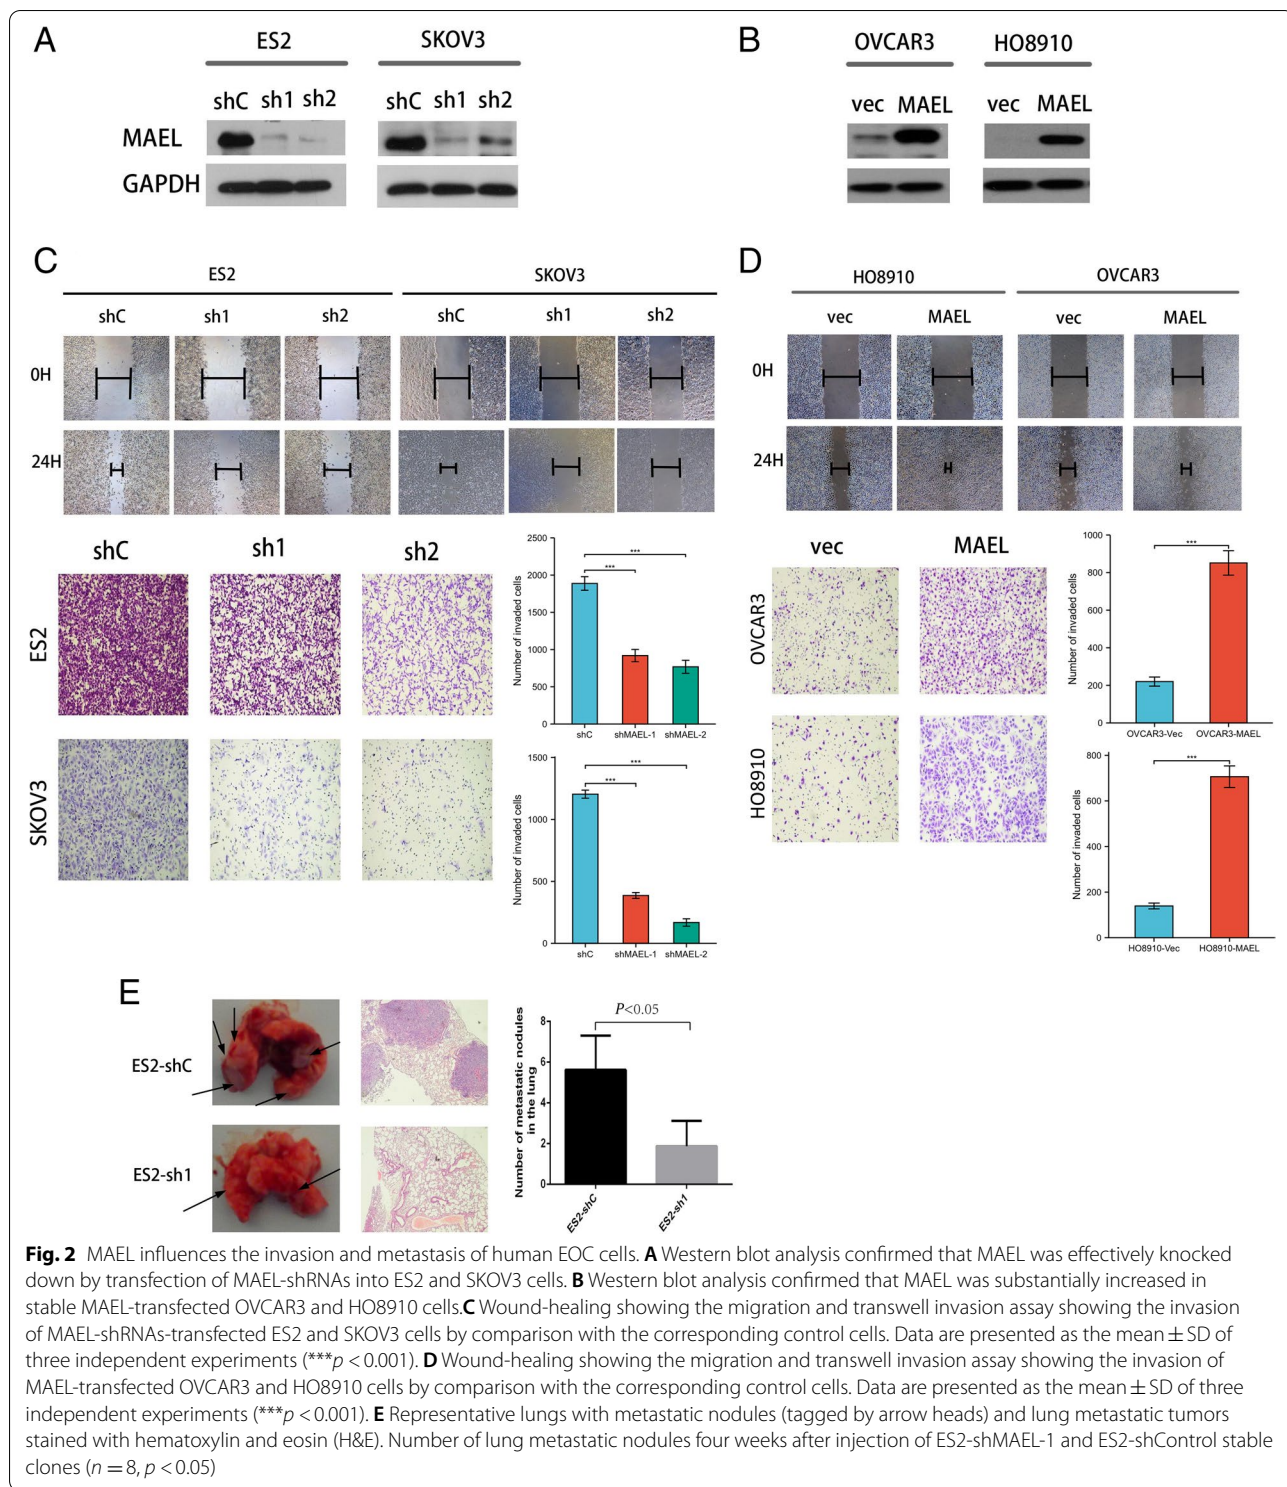 A
ES2
SKOV3
shC sh1 sh2
shC sh1 sh2
MAEL
GAPDH
B
OVCAR3
HO8910
vec MAEL
vec MAEL
C
ES2
SKOV3
shC
sh1
sh2
shC
sh1
sh2
0H
24H
shC
sh1
sh2
ES2
SKOV3
Number of invaded cells
2500
2000
1500
1000
500
0
***
***
shC
shMAEL-1
shMAEL-2
Number of invaded cells
1500
1000
500
0
***
***
shC
shMAEL-1
shMAEL-2
D
HO8910
OVCAR3
vec
MAEL
vec
MAEL
0H
24H
vec
MAEL
OVCAR3
HO8910
Number of invaded cells
1000
800
600
400
200
0
***
OVCAR3-Vec
OVCAR3-MAEL
Number of invaded cells
800
600
400
200
0
***
HO8910-Vec
HO8910-MAEL
E
ES2-shC
ES2-sh1
Number of metastatic nodules
in the lung
8
6
4
2
0
P<0.05
ES2-shC
ES2-sh1
Fig. 2 MAEL influences the invasion and metastasis of human EOC cells. A Western blot analysis confirmed that MAEL was effectively knocked
down by transfection of MAEL-shRNAs into ES2 and SKOV3 cells. B Western blot analysis confirmed that MAEL was substantially increased in
stable MAEL-transfected OVCAR3 and HO8910 cells.C Wound-healing showing the migration and transwell invasion assay showing the invasion
of MAEL-shRNAs-transfected ES2 and SKOV3 cells by comparison with the corresponding control cells. Data are presented as the mean ± SD of
three independent experiments (***p < 0.001). D Wound-healing showing the migration and transwell invasion assay showing the invasion of
MAEL-transfected OVCAR3 and HO8910 cells by comparison with the corresponding control cells. Data are presented as the mean ± SD of three
independent experiments (***p < 0.001). E Representative lungs with metastatic nodules (tagged by arrow heads) and lung metastatic tumors
stained with hematoxylin and eosin (H&E). Number of lung metastatic nodules four weeks after injection of ES2-shMAEL-1 and ES2-shControl stable
clones (n = 8, p < 0.05)